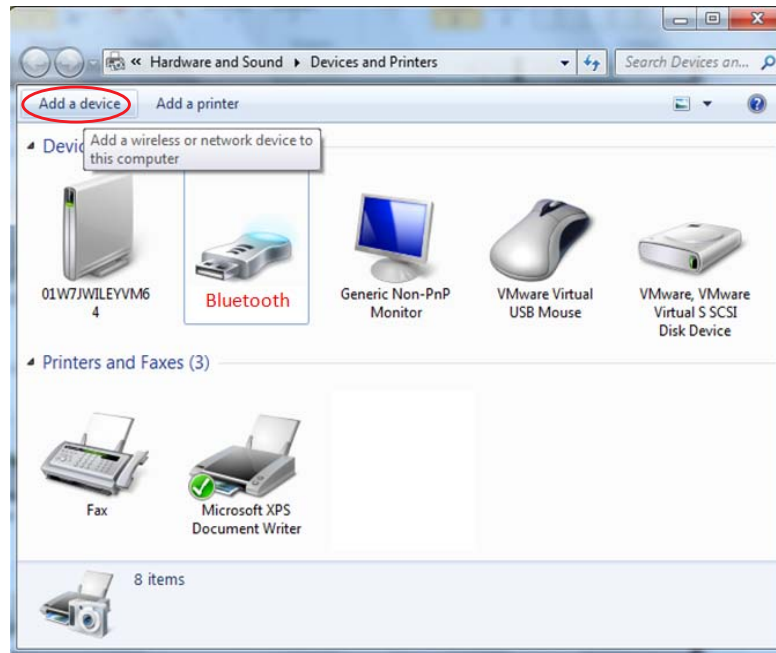 « Hardware and Sound ▸ Devices and Printers
Search Devices an...
Add a device Add a printer
Devic
Add a wireless or network device to
this computer
01W7JWILEYVM6
4
Bluetooth
Generic Non-PnP
Monitor
VMware Virtual
USB Mouse
VMware, VMware
Virtual S SCSI
Disk Device
Printers and Faxes (3)
Fax
Microsoft XPS
Document Writer
8 items